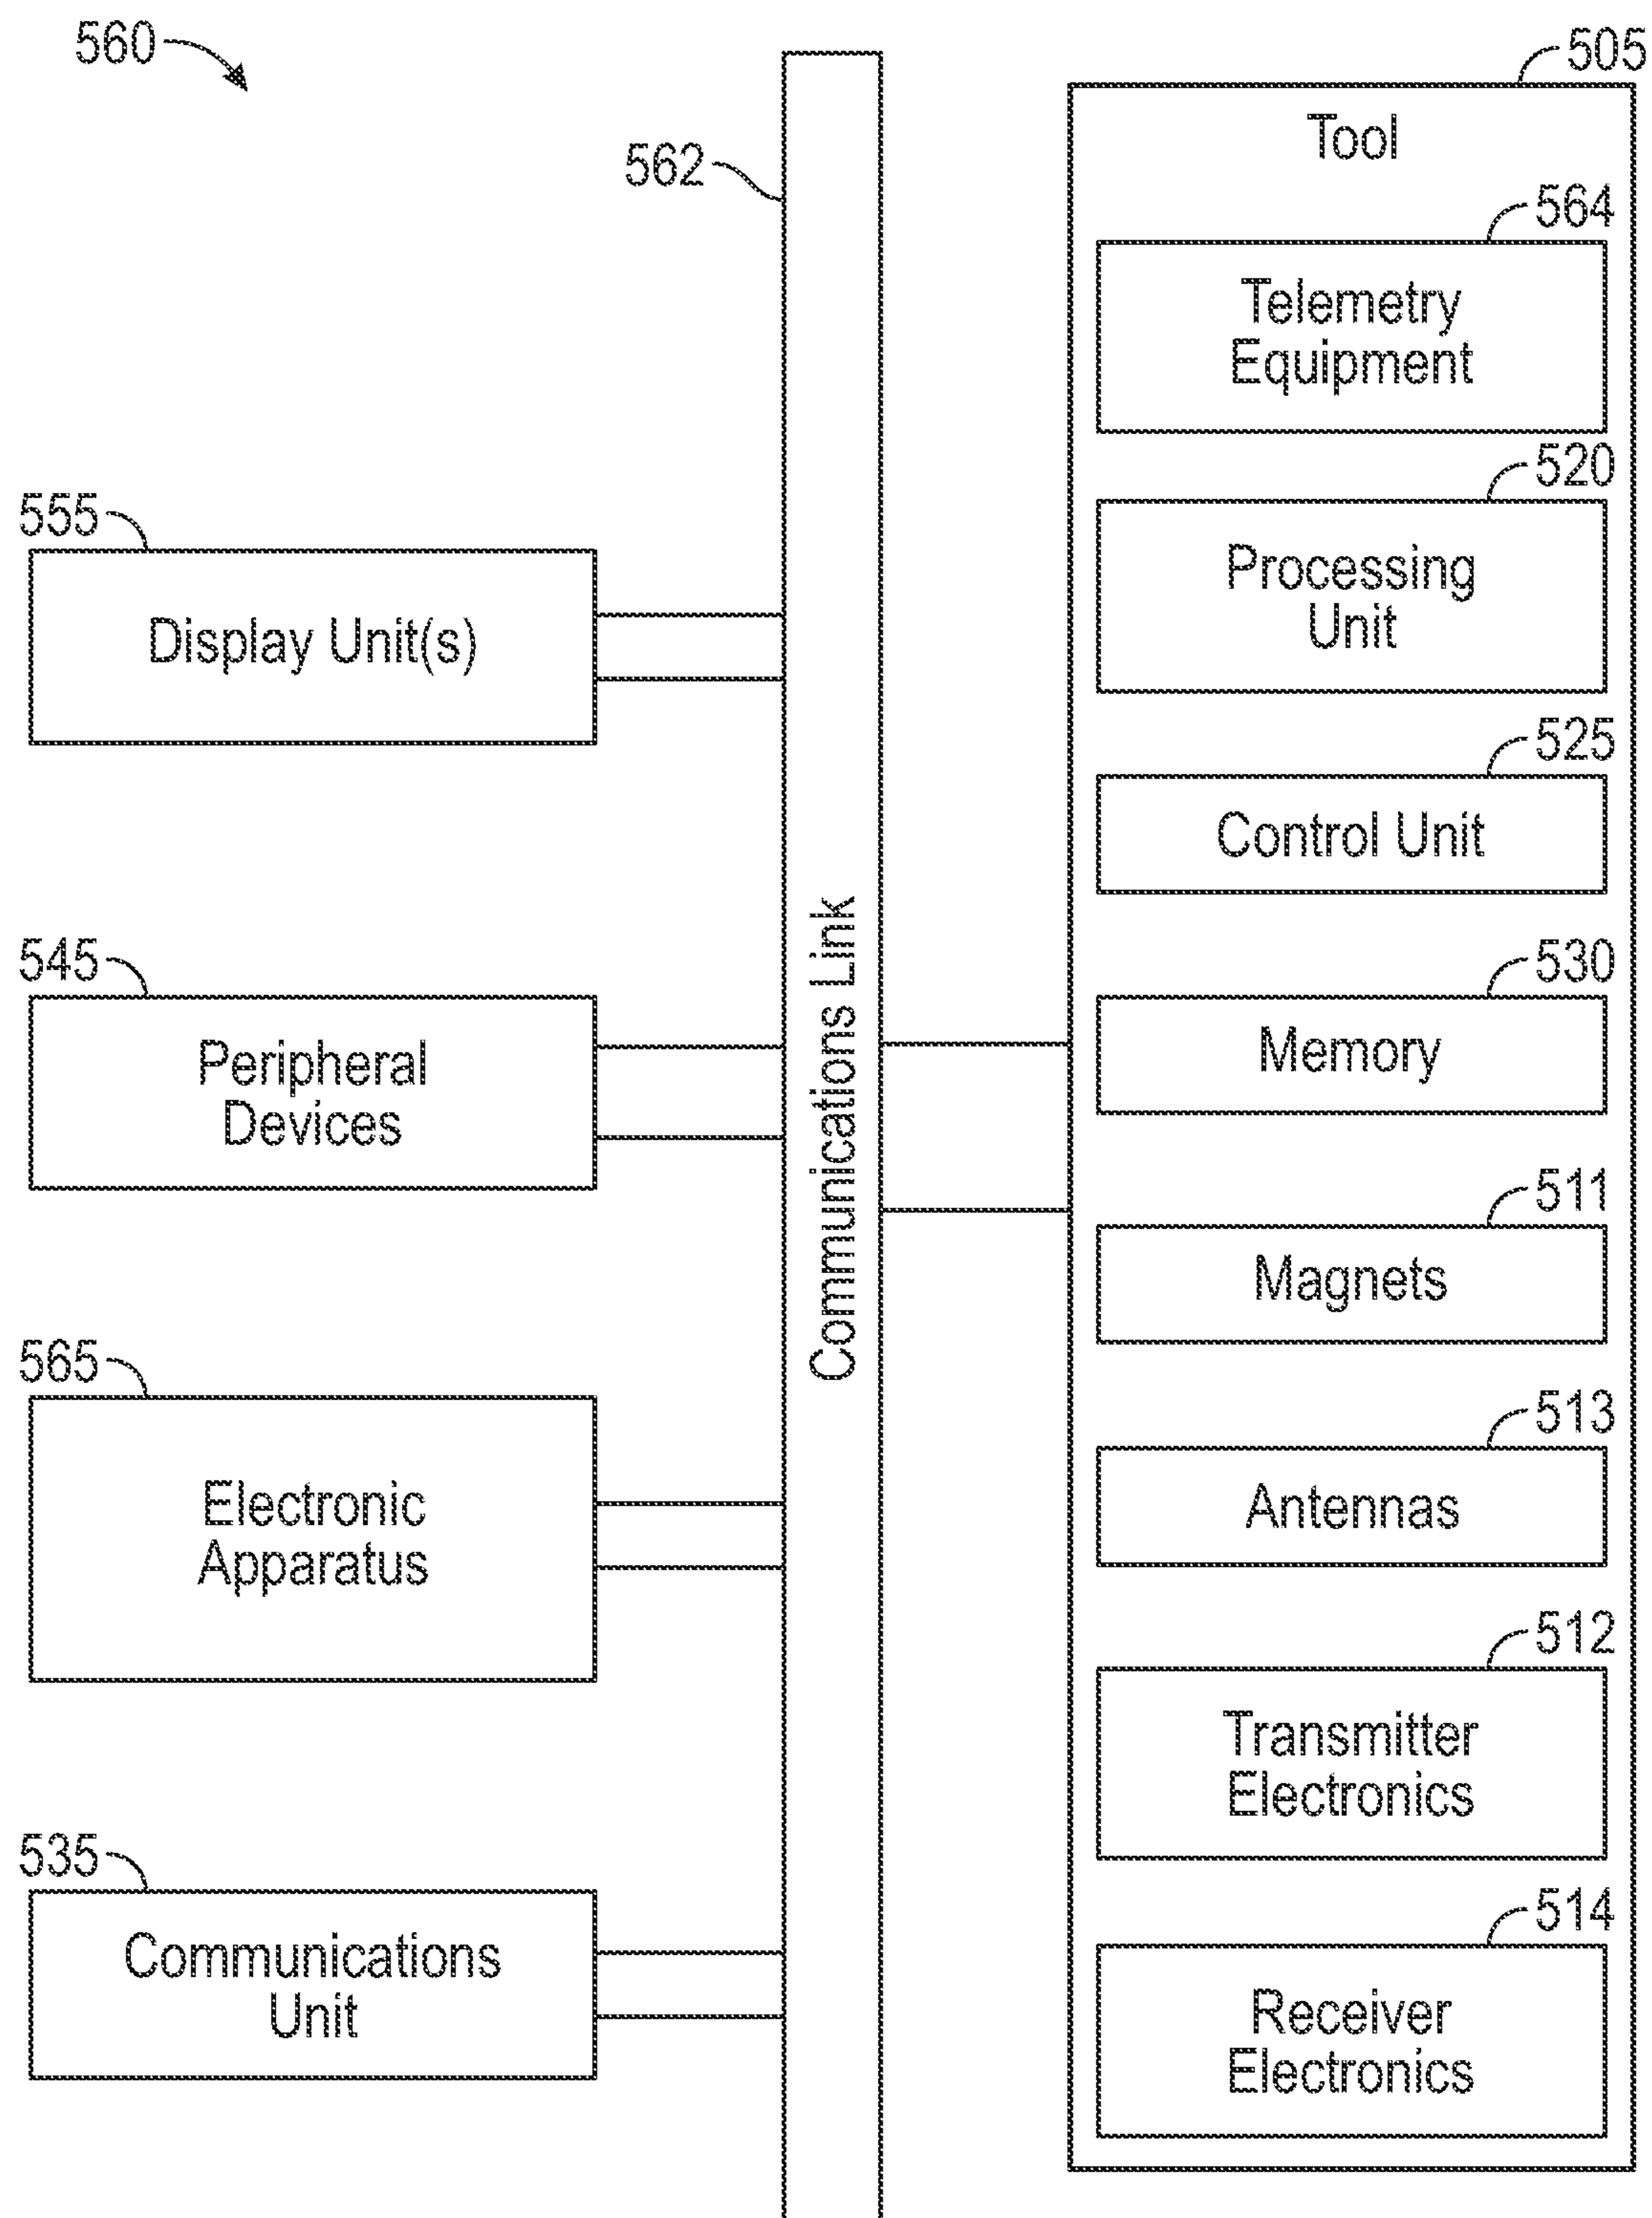 560
562
555
Display Unit(s)
545
Peripheral
Devices
565
Electronic
Apparatus
535
Communications
Unit
Communications Link
505
Tool
564
Telemetry
Equipment
520
Processing
Unit
525
Control Unit
530
Memory
511
Magnets
513
Antennas
512
Transmitter
Electronics
514
Receiver
Electronics